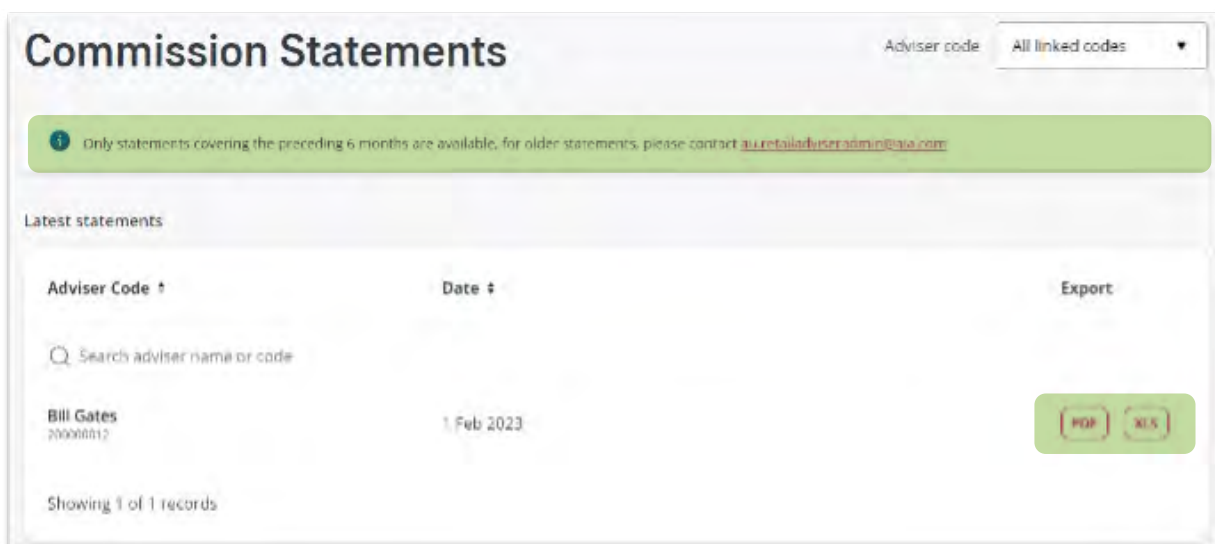 Commission Statements
Adviser code All linked codes
Only statements covering the preceding 6 months are available, for older statements, please contact au.retailadviseradmin@aia.com
Latest statements
Adviser Code Date Export
Search adviser name or code
Bill Gates
1 Feb 2023 PDF XLS
200000012
Showing 1 of 1 records